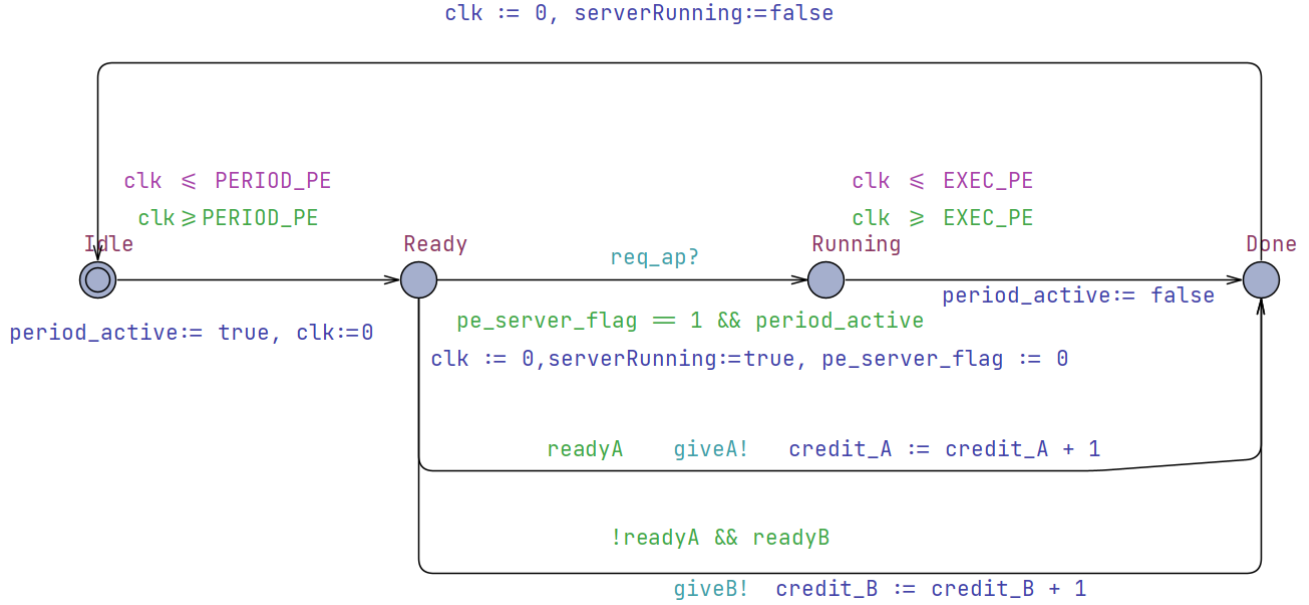 clk := 0, serverRunning:=false
clk ⩽ PERIOD_PE
clk ⩽ EXEC_PE
clk⩾PERIOD_PE
clk ⩾ EXEC_PE
Idle
Ready
req_ap?
Running
Done
period_active:= true, clk:=0
pe_server_flag == 1 && period_active
period_active:= false
clk := 0,serverRunning:=true, pe_server_flag := 0
readyA giveA! credit_A := credit_A + 1
!readyA && readyB
giveB! credit_B := credit_B + 1